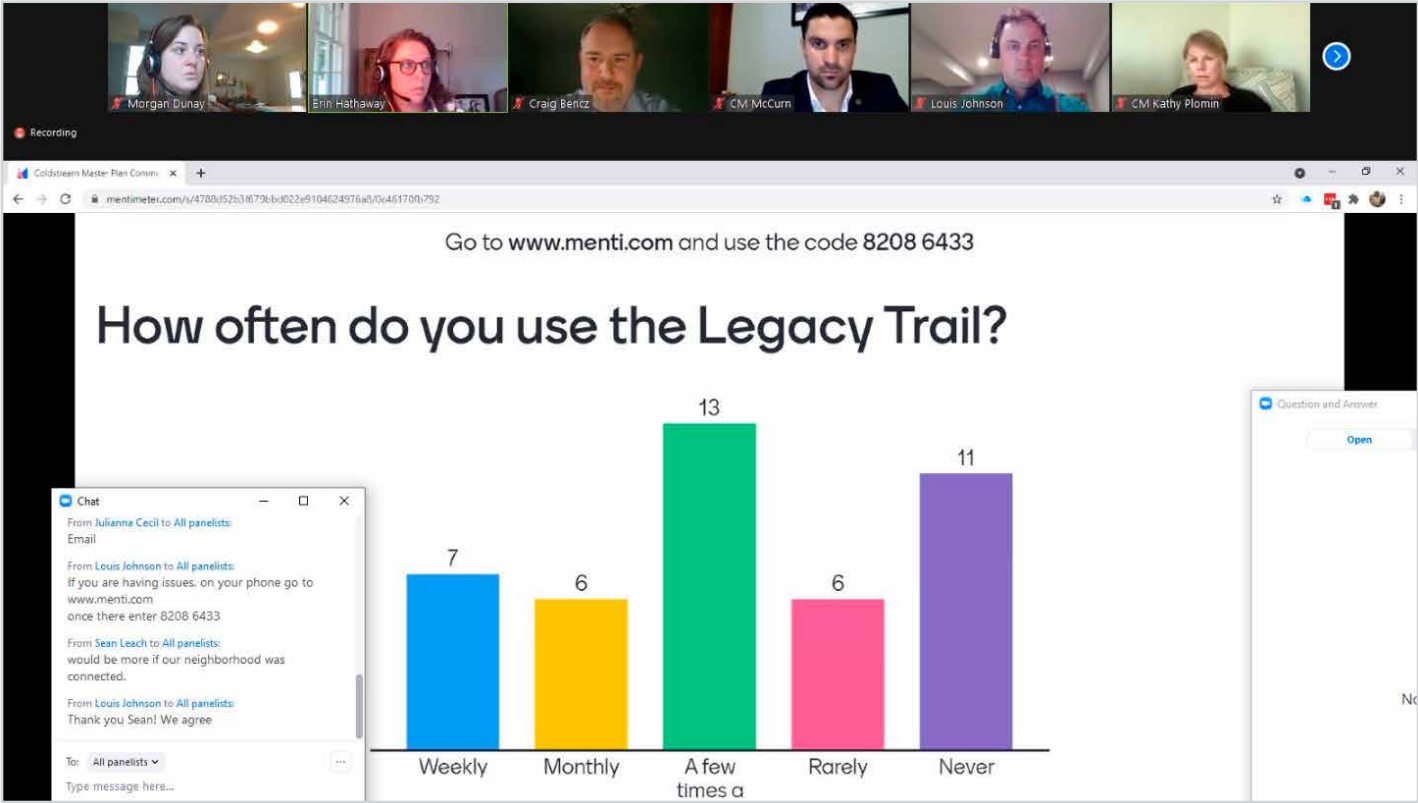 Morgan Dunay
Erin Hathaway
Craig Bencz
CM McCurn
Louis Johnson
CM Kathy Plomin
Recording
Coldstream Master Plan Comm
mentimeter.com/s/4788d52b3f679bbd022e9104624976a8/0c46170fb792
Go to www.menti.com and use the code 8208 6433
How often do you use the Legacy Trail?
13
11
7
6
6
Weekly
Monthly
A few
times a
Rarely
Never
Chat
From Julianna Cecil to All panelists:
Email
From Louis Johnson to All panelists:
If you are having issues. on your phone go to
www.menti.com
once there enter 8208 6433
From Sean Leach to All panelists:
would be more if our neighborhood was
connected.
From Louis Johnson to All panelists:
Thank you Sean! We agree
To: All panelists
Type message here...
Question and Answer
Open